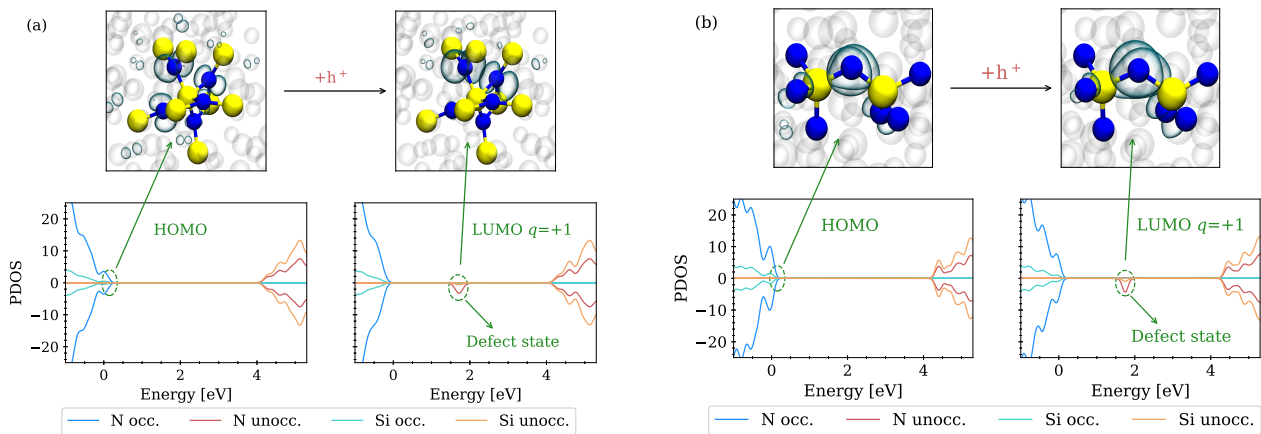 (a)
+h⁺
PDOS
20
10
0
−10
−20
HOMO
LUMO q=+1
Defect state
0 2 4
0 2 4
Energy [eV]
Energy [eV]
N occ. N unocc. Si occ. Si unocc.
(b)
+h⁺
PDOS
20
10
0
−10
−20
HOMO
LUMO q=+1
Defect state
0 2 4
0 2 4
Energy [eV]
Energy [eV]
N occ. N unocc. Si occ. Si unocc.